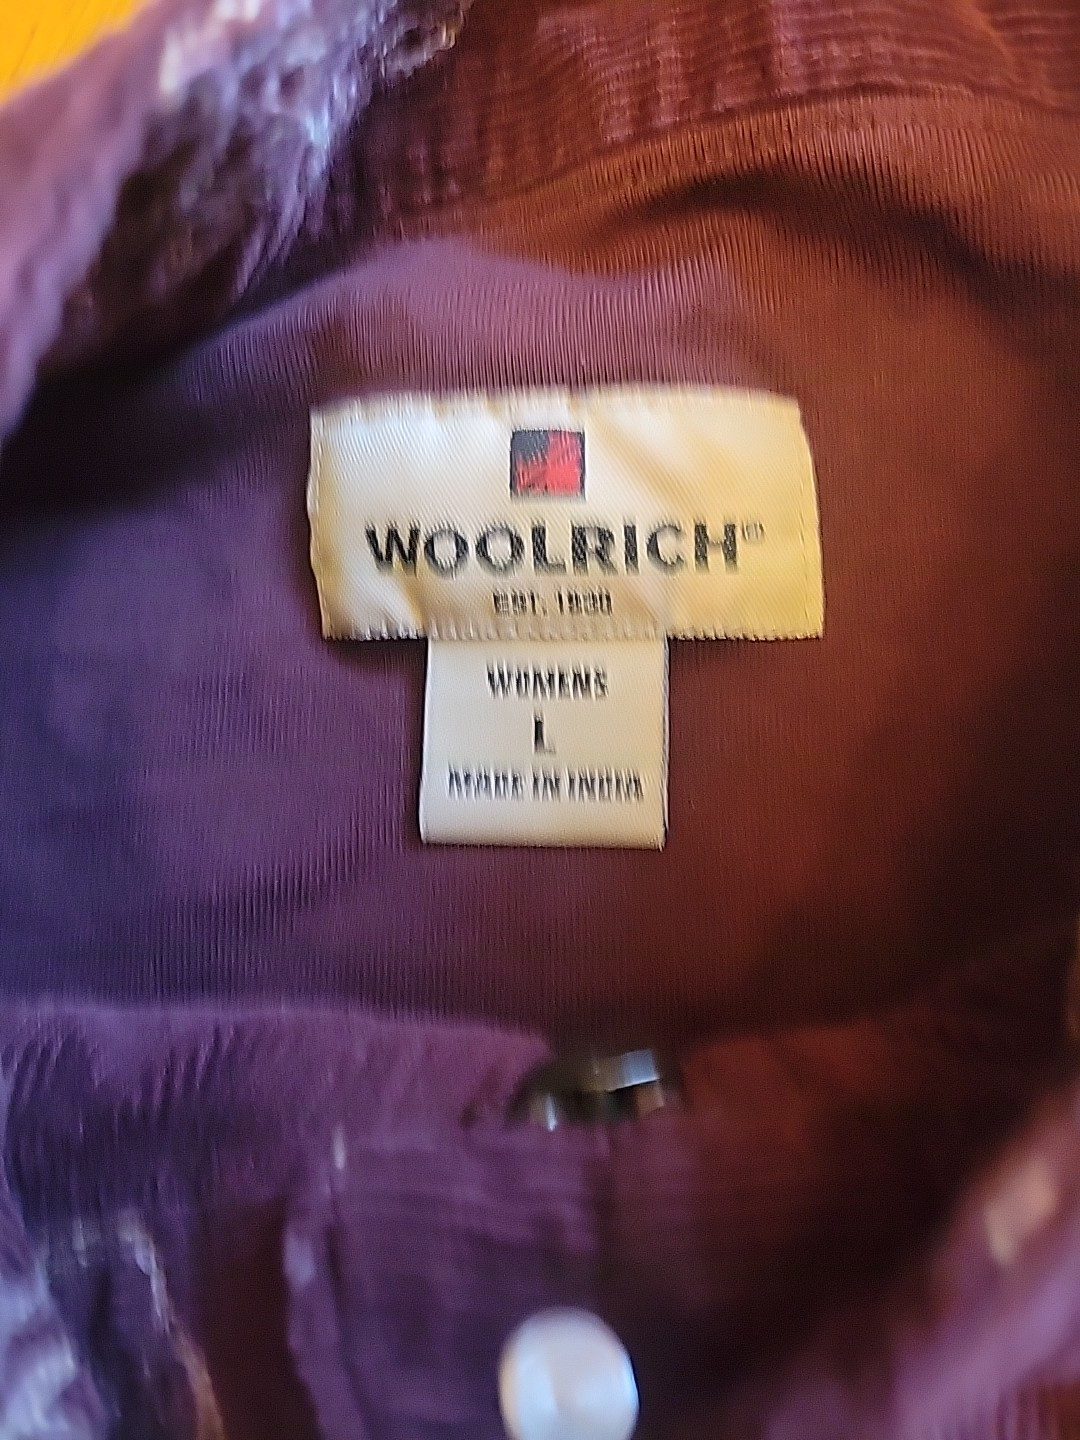 WOOLRICH®
EST. 1830
WOMENS
L
MADE IN INDIA